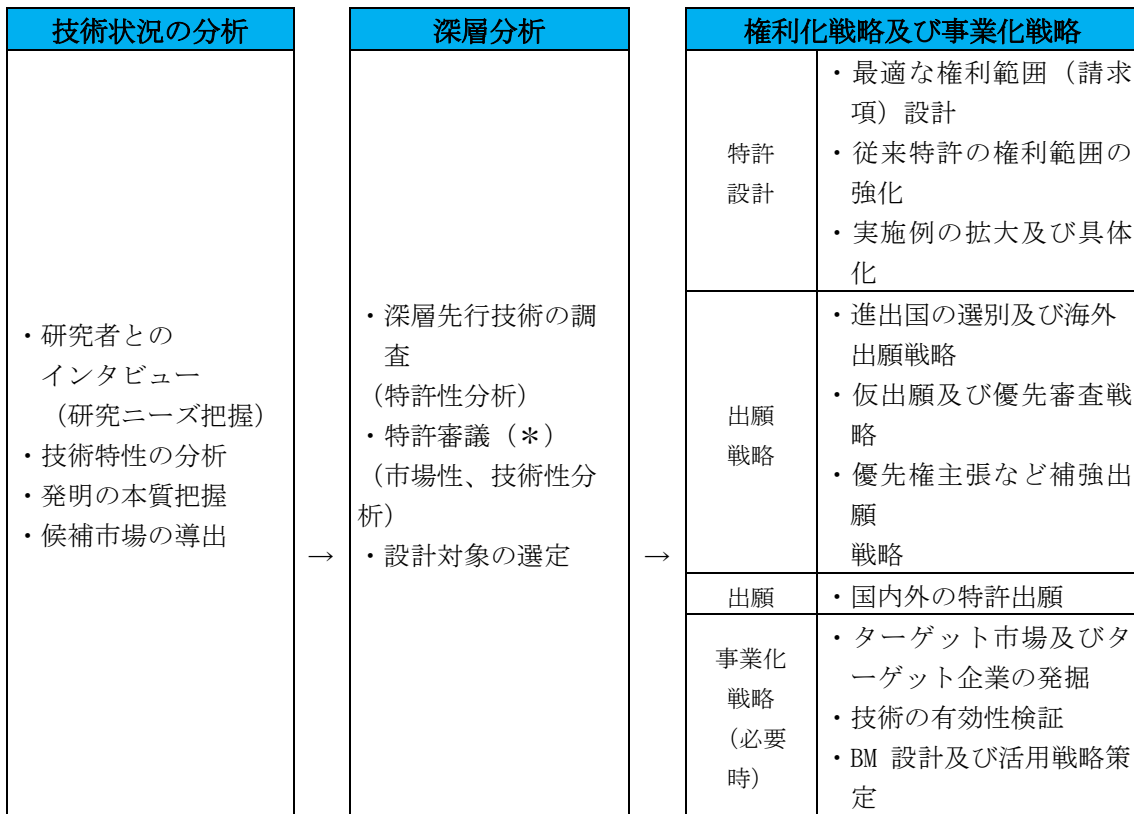 技術状況の分析
・研究者との
インタビュー
（研究ニーズ把握）
・技術特性の分析
・発明の本質把握
・候補市場の導出
→
深層分析
・深層先行技術の調
査
（特許性分析）
・特許審議（＊）
（市場性、技術性分
析）
・設計対象の選定
→
権利化戦略及び事業化戦略
特許
設計
・最適な権利範囲（請求
項）設計
・従来特許の権利範囲の
強化
・実施例の拡大及び具体
化
出願
戦略
・進出国の選別及び海外
出願戦略
・仮出願及び優先審査戦
略
・優先権主張など補強出
願
戦略
出願
・国内外の特許出願
事業化
戦略
（必要
時）
・ターゲット市場及びタ
ーゲット企業の発掘
・技術の有効性検証
・BM 設計及び活用戦略策
定